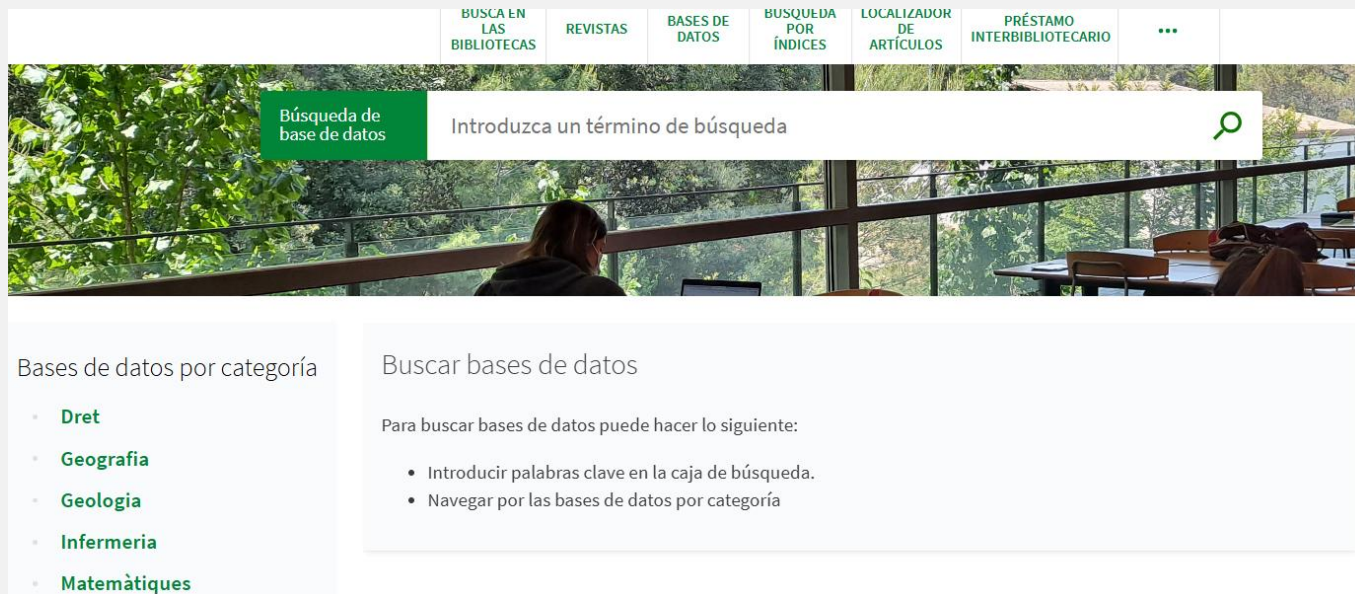 BUSCA EN
LAS
BIBLIOTECAS
REVISTAS
BASES DE
DATOS
BÚSQUEDA
POR
ÍNDICES
LOCALIZADOR
DE
ARTÍCULOS
PRÉSTAMO
INTERBIBLIOTECARIO
•••
Búsqueda de
base de datos
Introduzca un término de búsqueda
Bases de datos por categoría
Dret
Geografia
Geologia
Infermeria
Matemàtiques
Buscar bases de datos
Para buscar bases de datos puede hacer lo siguiente:
• Introducir palabras clave en la caja de búsqueda.
• Navegar por las bases de datos por categoría